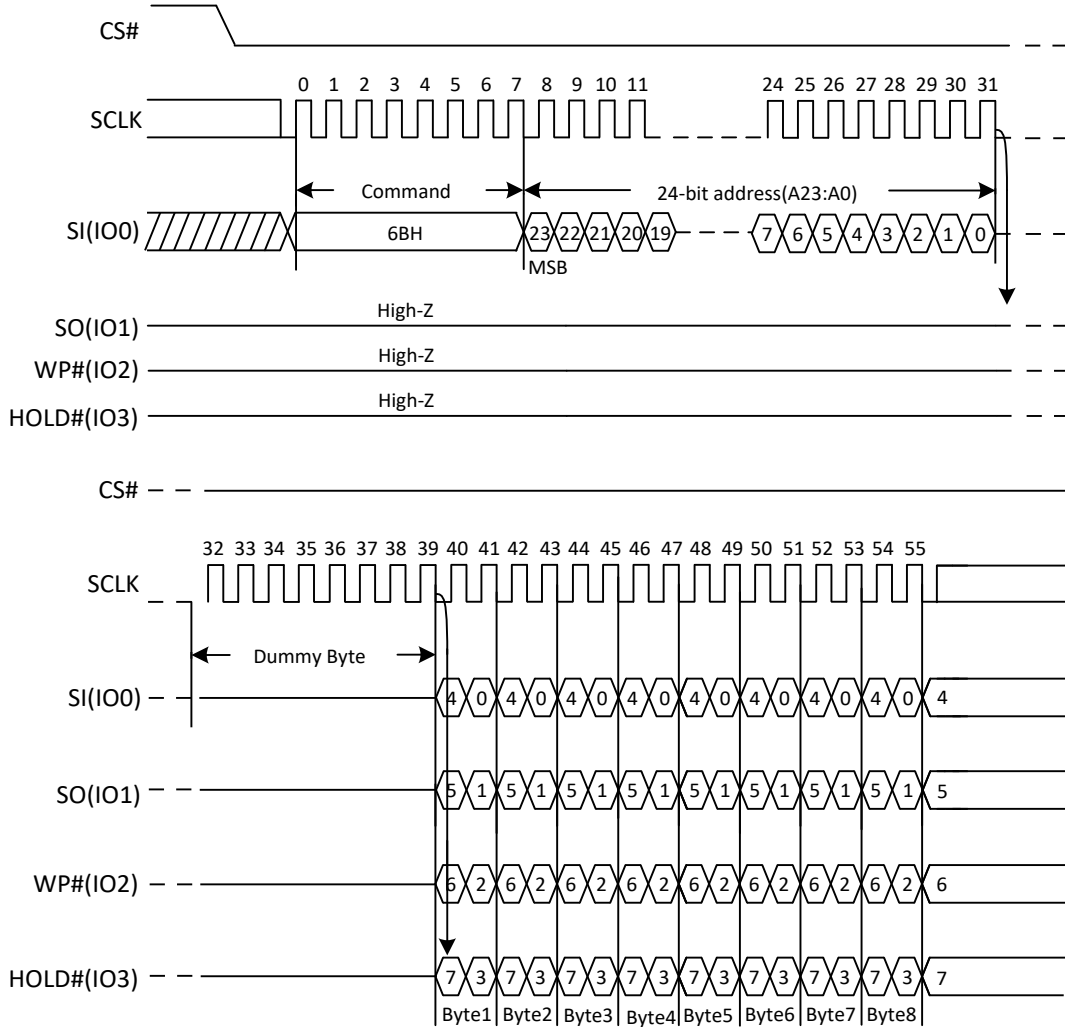 CS#
0 1 2 3 4 5 6 7 8 9 10 11 24 25 26 27 28 29 30 31
SCLK
Command 24-bit address(A23:A0)
SI(IO0) 6BH 23 22 21 20 19 7 6 5 4 3 2 1 0
MSB
High-Z
SO(IO1)
High-Z
WP#(IO2)
High-Z
HOLD#(IO3)
CS#
32 33 34 35 36 37 38 39 40 41 42 43 44 45 46 47 48 49 50 51 52 53 54 55
SCLK
Dummy Byte
SI(IO0) 4 0 4 0 4 0 4 0 4 0 4 0 4 0 4 0 4
SO(IO1) 5 1 5 1 5 1 5 1 5 1 5 1 5 1 5 1 5
WP#(IO2) 6 2 6 2 6 2 6 2 6 2 6 2 6 2 6 2 6
HOLD#(IO3) 7 3 7 3 7 3 7 3 7 3 7 3 7 3 7 3 7
Byte1 Byte2 Byte3 Byte4 Byte5 Byte6 Byte7 Byte8